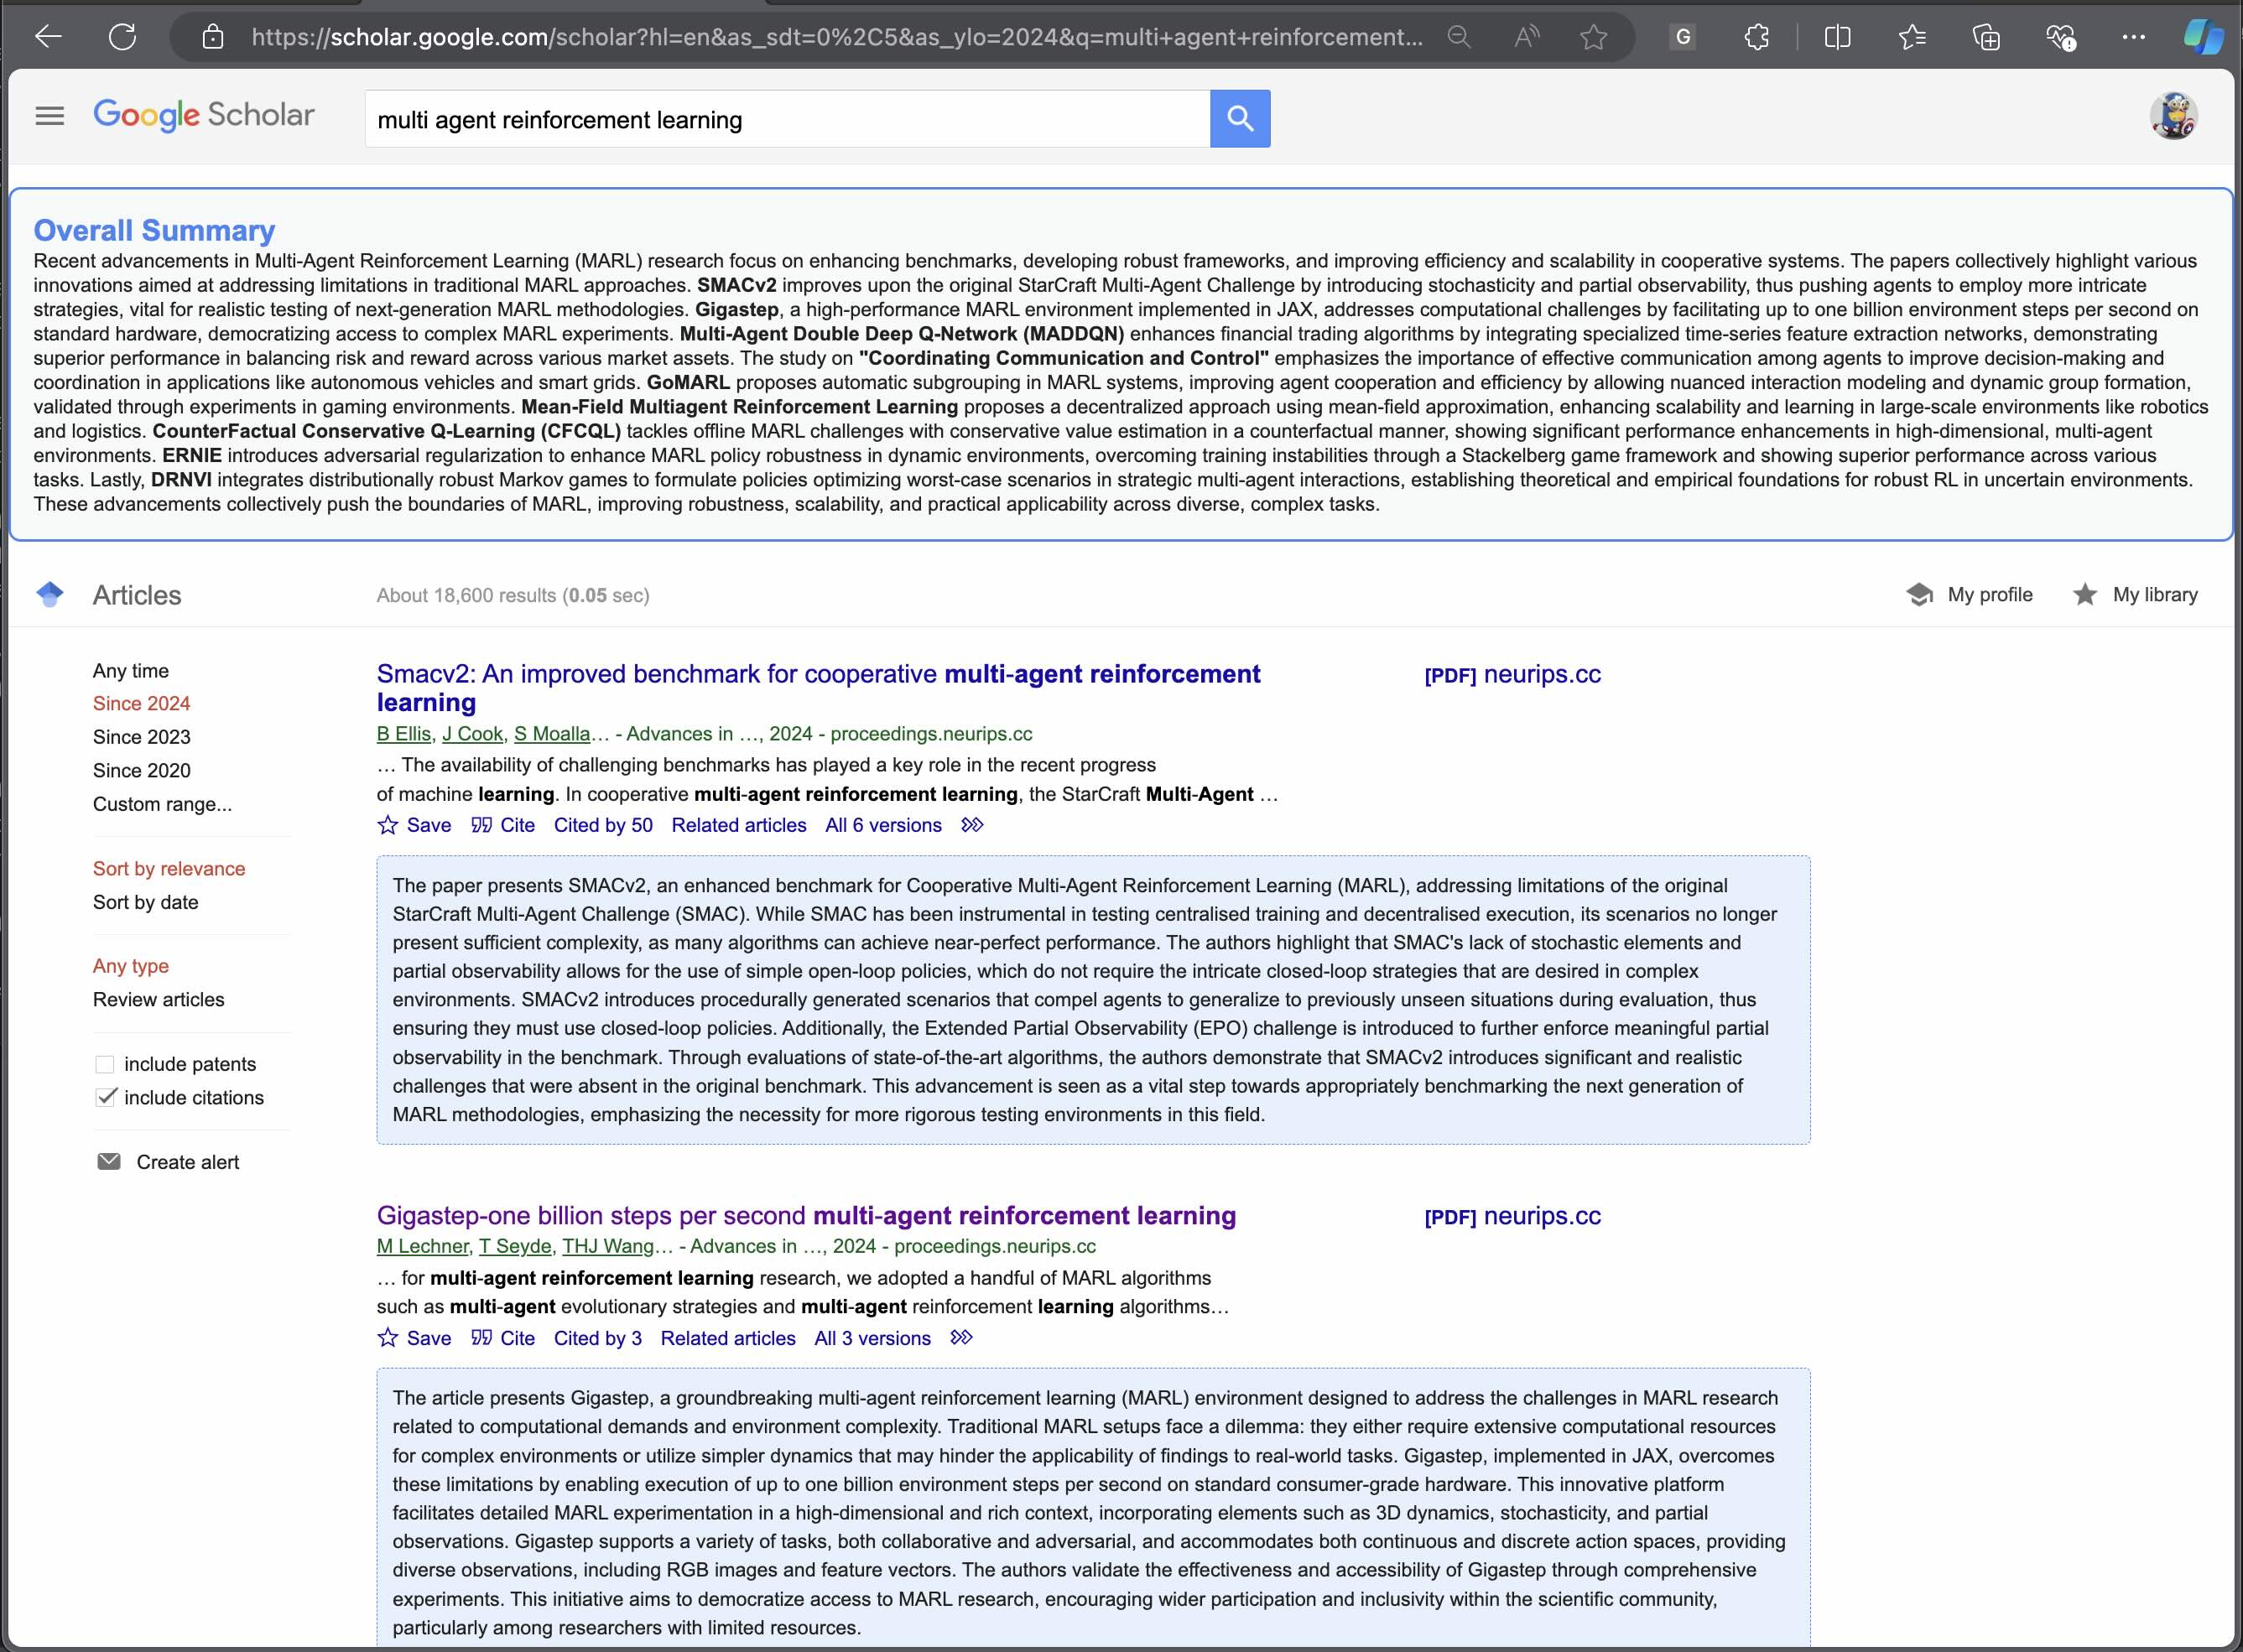 https://scholar.google.com/scholar?hl=en&as_sdt=0%2C5&as_ylo=2024&q=multi+agent+reinforcement...
G
Google Scholar
multi agent reinforcement learning
Overall Summary
Recent advancements in Multi-Agent Reinforcement Learning (MARL) research focus on enhancing benchmarks, developing robust frameworks, and improving efficiency and scalability in cooperative systems. The papers collectively highlight various
innovations aimed at addressing limitations in traditional MARL approaches. SMACv2 improves upon the original StarCraft Multi-Agent Challenge by introducing stochasticity and partial observability, thus pushing agents to employ more intricate
strategies, vital for realistic testing of next-generation MARL methodologies. Gigastep, a high-performance MARL environment implemented in JAX, addresses computational challenges by facilitating up to one billion environment steps per second on
standard hardware, democratizing access to complex MARL experiments. Multi-Agent Double Deep Q-Network (MADDQN) enhances financial trading algorithms by integrating specialized time-series feature extraction networks, demonstrating
superior performance in balancing risk and reward across various market assets. The study on "Coordinating Communication and Control" emphasizes the importance of effective communication among agents to improve decision-making and
coordination in applications like autonomous vehicles and smart grids. GoMARL proposes automatic subgrouping in MARL systems, improving agent cooperation and efficiency by allowing nuanced interaction modeling and dynamic group formation,
validated through experiments in gaming environments. Mean-Field Multiagent Reinforcement Learning proposes a decentralized approach using mean-field approximation, enhancing scalability and learning in large-scale environments like robotics
and logistics. CounterFactual Conservative Q-Learning (CFCQL) tackles offline MARL challenges with conservative value estimation in a counterfactual manner, showing significant performance enhancements in high-dimensional, multi-agent
environments. ERNIE introduces adversarial regularization to enhance MARL policy robustness in dynamic environments, overcoming training instabilities through a Stackelberg game framework and showing superior performance across various
tasks. Lastly, DRNVI integrates distributionally robust Markov games to formulate policies optimizing worst-case scenarios in strategic multi-agent interactions, establishing theoretical and empirical foundations for robust RL in uncertain environments.
These advancements collectively push the boundaries of MARL, improving robustness, scalability, and practical applicability across diverse, complex tasks.
Articles
About 18,600 results (0.05 sec)
My profile
My library
Any time
Since 2024
Since 2023
Since 2020
Custom range...
Sort by relevance
Sort by date
Any type
Review articles
include patents
include citations
Create alert
Smacv2: An improved benchmark for cooperative multi-agent reinforcement
learning
[PDF] neurips.cc
B Ellis, J Cook, S Moalla… - Advances in …, 2024 - proceedings.neurips.cc
… The availability of challenging benchmarks has played a key role in the recent progress
of machine learning. In cooperative multi-agent reinforcement learning, the StarCraft Multi-Agent …
Save Cite Cited by 50 Related articles All 6 versions
The paper presents SMACv2, an enhanced benchmark for Cooperative Multi-Agent Reinforcement Learning (MARL), addressing limitations of the original
StarCraft Multi-Agent Challenge (SMAC). While SMAC has been instrumental in testing centralised training and decentralised execution, its scenarios no longer
present sufficient complexity, as many algorithms can achieve near-perfect performance. The authors highlight that SMAC's lack of stochastic elements and
partial observability allows for the use of simple open-loop policies, which do not require the intricate closed-loop strategies that are desired in complex
environments. SMACv2 introduces procedurally generated scenarios that compel agents to generalize to previously unseen situations during evaluation, thus
ensuring they must use closed-loop policies. Additionally, the Extended Partial Observability (EPO) challenge is introduced to further enforce meaningful partial
observability in the benchmark. Through evaluations of state-of-the-art algorithms, the authors demonstrate that SMACv2 introduces significant and realistic
challenges that were absent in the original benchmark. This advancement is seen as a vital step towards appropriately benchmarking the next generation of
MARL methodologies, emphasizing the necessity for more rigorous testing environments in this field.
Gigastep-one billion steps per second multi-agent reinforcement learning
[PDF] neurips.cc
M Lechner, T Seyde, THJ Wang… - Advances in …, 2024 - proceedings.neurips.cc
… for multi-agent reinforcement learning research, we adopted a handful of MARL algorithms
such as multi-agent evolutionary strategies and multi-agent reinforcement learning algorithms…
Save Cite Cited by 3 Related articles All 3 versions
The article presents Gigastep, a groundbreaking multi-agent reinforcement learning (MARL) environment designed to address the challenges in MARL research
related to computational demands and environment complexity. Traditional MARL setups face a dilemma: they either require extensive computational resources
for complex environments or utilize simpler dynamics that may hinder the applicability of findings to real-world tasks. Gigastep, implemented in JAX, overcomes
these limitations by enabling execution of up to one billion environment steps per second on standard consumer-grade hardware. This innovative platform
facilitates detailed MARL experimentation in a high-dimensional and rich context, incorporating elements such as 3D dynamics, stochasticity, and partial
observations. Gigastep supports a variety of tasks, both collaborative and adversarial, and accommodates both continuous and discrete action spaces, providing
diverse observations, including RGB images and feature vectors. The authors validate the effectiveness and accessibility of Gigastep through comprehensive
experiments. This initiative aims to democratize access to MARL research, encouraging wider participation and inclusivity within the scientific community,
particularly among researchers with limited resources.